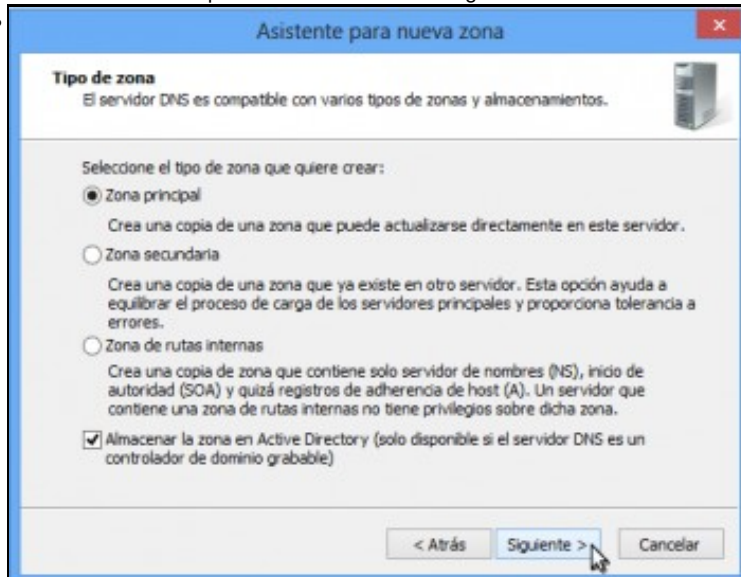 Asistente para nueva zona
Tipo de zona
El servidor DNS es compatible con varios tipos de zonas y almacenamientos.
Seleccione el tipo de zona que quiere crear:
Zona principal
Crea una copia de una zona que puede actualizarse directamente en este servidor.
Zona secundaria
Crea una copia de una zona que ya existe en otro servidor. Esta opción ayuda a
equilibrar el proceso de carga de los servidores principales y proporciona tolerancia a
errores.
Zona de rutas internas
Crea una copia de zona que contiene solo servidor de nombres (NS), inicio de
autoridad (SOA) y quizá registros de adherencia de host (A). Un servidor que
contiene una zona de rutas internas no tiene privilegios sobre dicha zona.
Almacenar la zona en Active Directory (solo disponible si el servidor DNS es un
controlador de dominio grabable)
< Atrás Siguiente > Cancelar